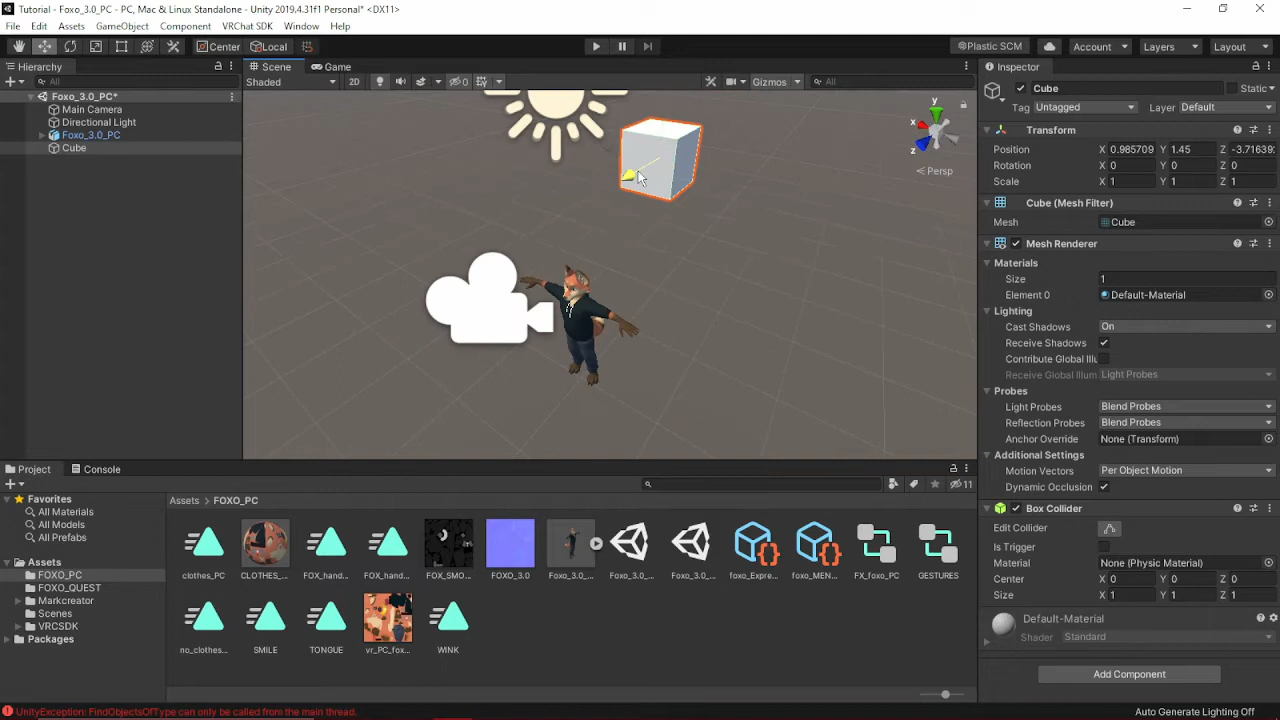 Tutorial - Foxo_3.0_PC - PC, Mac & Linux Standalone - Unity 2019.4.31f1 Personal* <DX11>
File Edit Assets GameObject Component VRChat SDK Window Help
Center Local Plastic SCM Account Layers Layout
Hierarchy
All
Foxo_3.0_PC*
Main Camera
Directional Light
Foxo_3.0_PC
Cube
Scene Game
Shaded 2D 0 Gizmos All
y
x
z
Persp
Inspector
Cube Static
Tag Untagged Layer Default
Transform
Position X 0.985709 Y 1.45 Z -3.716392
Rotation X 0 Y 0 Z 0
Scale X 1 Y 1 Z 1
Cube (Mesh Filter)
Mesh Cube
Mesh Renderer
Materials
Size 1
Element 0 Default-Material
Lighting
Cast Shadows On
Receive Shadows
Contribute Global Illu
Receive Global Illum Light Probes
Probes
Light Probes Blend Probes
Reflection Probes Blend Probes
Anchor Override None (Transform)
Additional Settings
Motion Vectors Per Object Motion
Dynamic Occlusion
Box Collider
Edit Collider
Is Trigger
Material None (Physic Material)
Center X 0 Y 0 Z 0
Size X 1 Y 1 Z 1
Default-Material
Shader Standard
Add Component
Project Console
11
Favorites
All Materials
All Models
All Prefabs
Assets
FOXO_PC
FOXO_QUEST
Markcreator
Scenes
VRCSDK
Packages
Assets > FOXO_PC
clothes_PC CLOTHES_... FOX_hand... FOX_hand... FOX_SMO... FOXO_3.0 Foxo_3.0_... Foxo_3.0_... Foxo_3.0_... foxo_Expre... foxo_MEN... FX_foxo_PC GESTURES
no_clothes... SMILE TONGUE vr_PC_fox... WINK
UnityException: FindObjectsOfType can only be called from the main thread.
Auto Generate Lighting Off